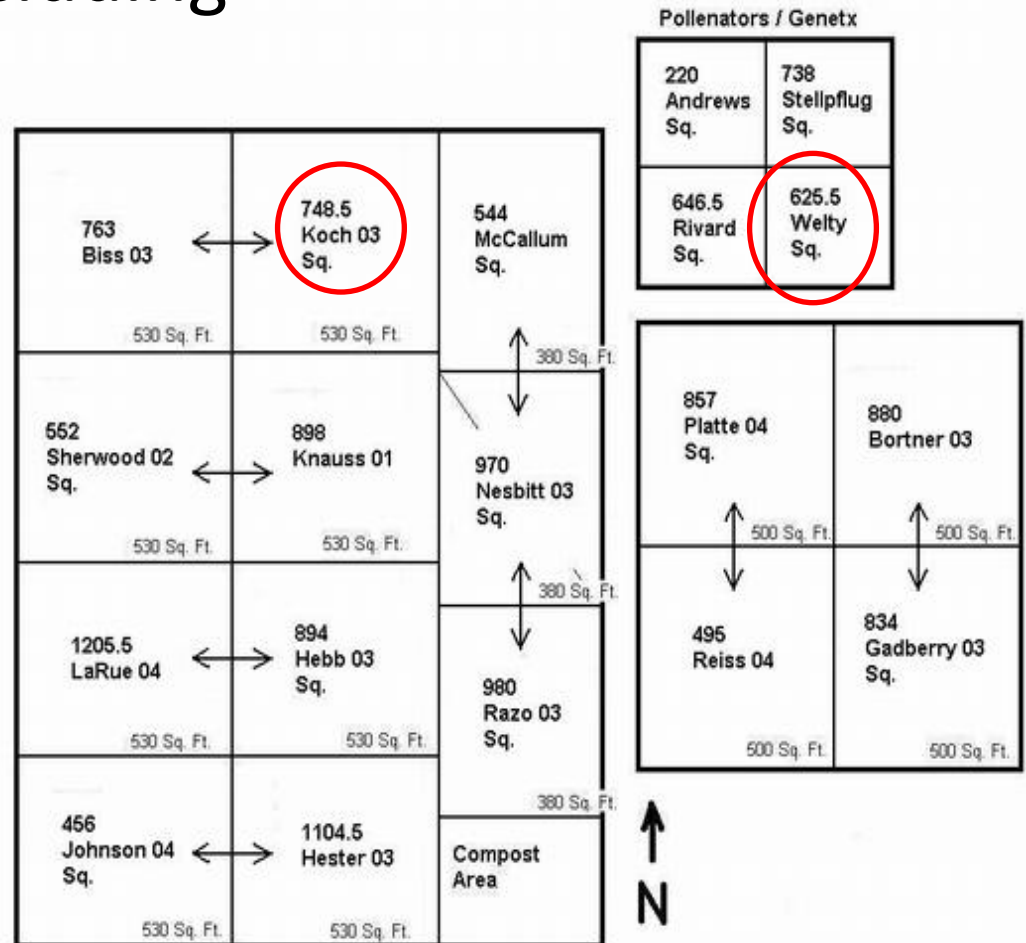 Pollenators / Genetx
220
Andrews
Sq.
738
Stellpflug
Sq.
646.5
Rivard
Sq.
625.5
Welty
Sq.
763
Biss 03
530 Sq. Ft.
748.5
Koch 03
Sq.
530 Sq. Ft.
544
McCallum
Sq.
380 Sq. Ft.
552
Sherwood 02
Sq.
530 Sq. Ft.
898
Knauss 01
530 Sq. Ft.
970
Nesbitt 03
Sq.
380 Sq. Ft.
1205.5
LaRue 04
530 Sq. Ft.
894
Hebb 03
Sq.
530 Sq. Ft.
980
Razo 03
Sq.
380 Sq. Ft.
456
Johnson 04
Sq.
530 Sq. Ft.
1104.5
Hester 03
530 Sq. Ft.
Compost
Area
857
Platte 04
Sq.
500 Sq. Ft.
880
Bortner 03
500 Sq. Ft.
495
Reiss 04
500 Sq. Ft.
834
Gadberry 03
Sq.
500 Sq. Ft.
N